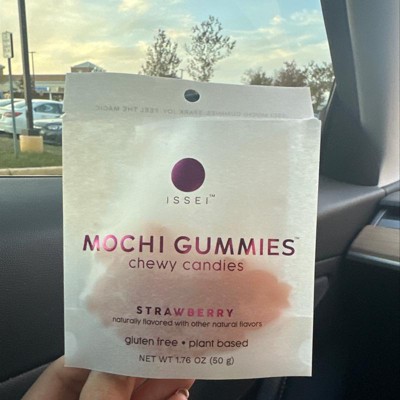 ISSEI™
MOCHI GUMMIES™
chewy candies
STRAWBERRY
naturally flavored with other natural flavors
gluten free • plant based
NET WT 1.76 OZ (50 g)